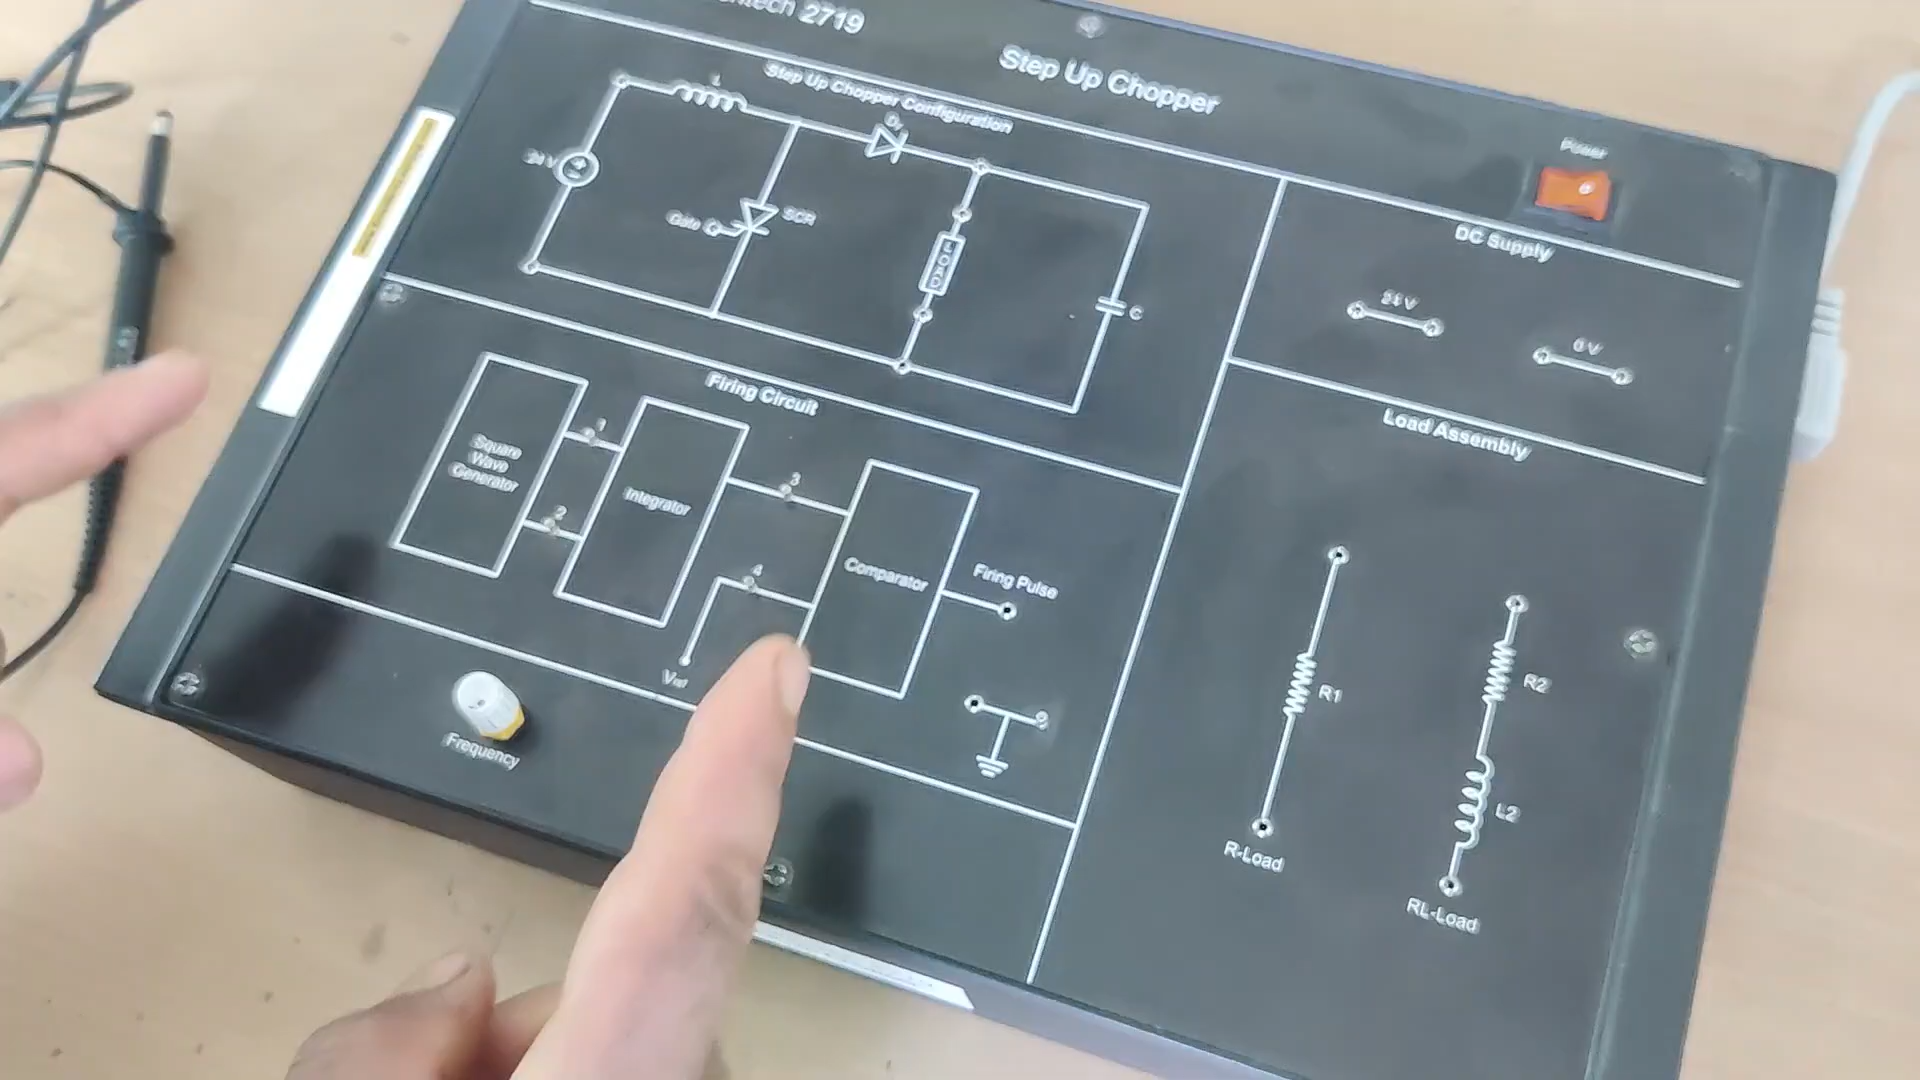 2719
Step Up Chopper
Step Up Chopper Configuration
L
D
24 V
Gate
SCR
LOAD
C
Power
DC Supply
24 V
0 V
Firing Circuit
Square
Wave
Generator
1
2
Integrator
3
4
Comparator
Firing Pulse
Vref
Frequency
Load Assembly
R1
R-Load
R2
L2
RL-Load